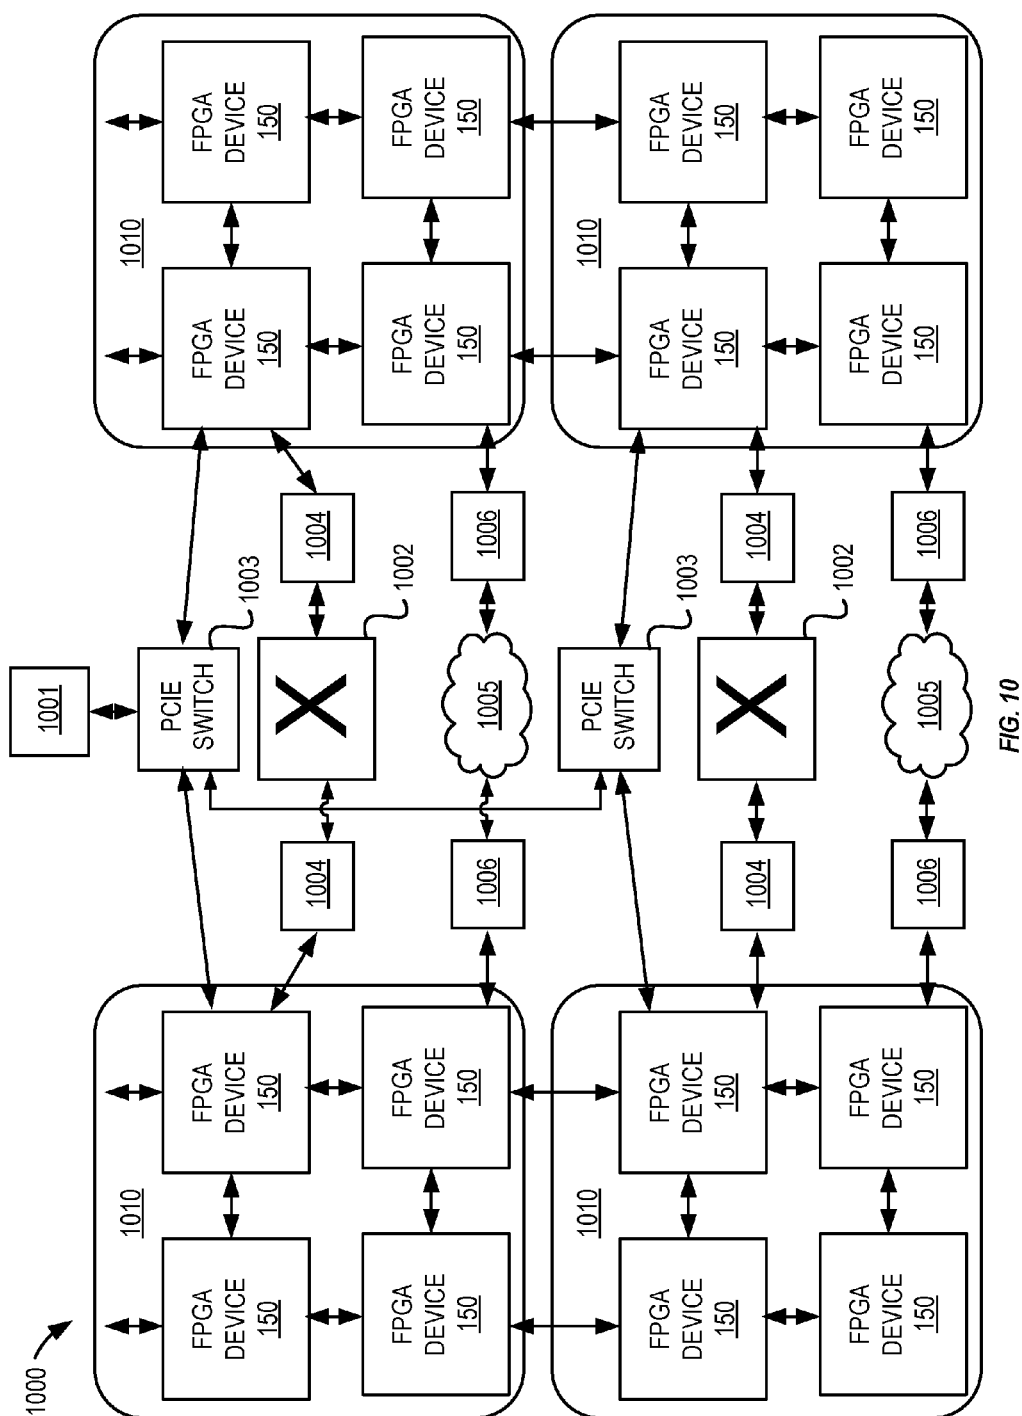 1000
1001
1010
1010
FPGA
DEVICE
150
FPGA
DEVICE
150
PCIE
SWITCH
1003
FPGA
DEVICE
150
FPGA
DEVICE
150
1004
X
1002
1004
FPGA
DEVICE
150
FPGA
DEVICE
150
1006
1005
1006
FPGA
DEVICE
150
FPGA
DEVICE
150
1010
1010
FPGA
DEVICE
150
FPGA
DEVICE
150
PCIE
SWITCH
1003
FPGA
DEVICE
150
FPGA
DEVICE
150
1004
X
1002
1004
FPGA
DEVICE
150
FPGA
DEVICE
150
1006
1005
1006
FPGA
DEVICE
150
FPGA
DEVICE
150
FIG. 10